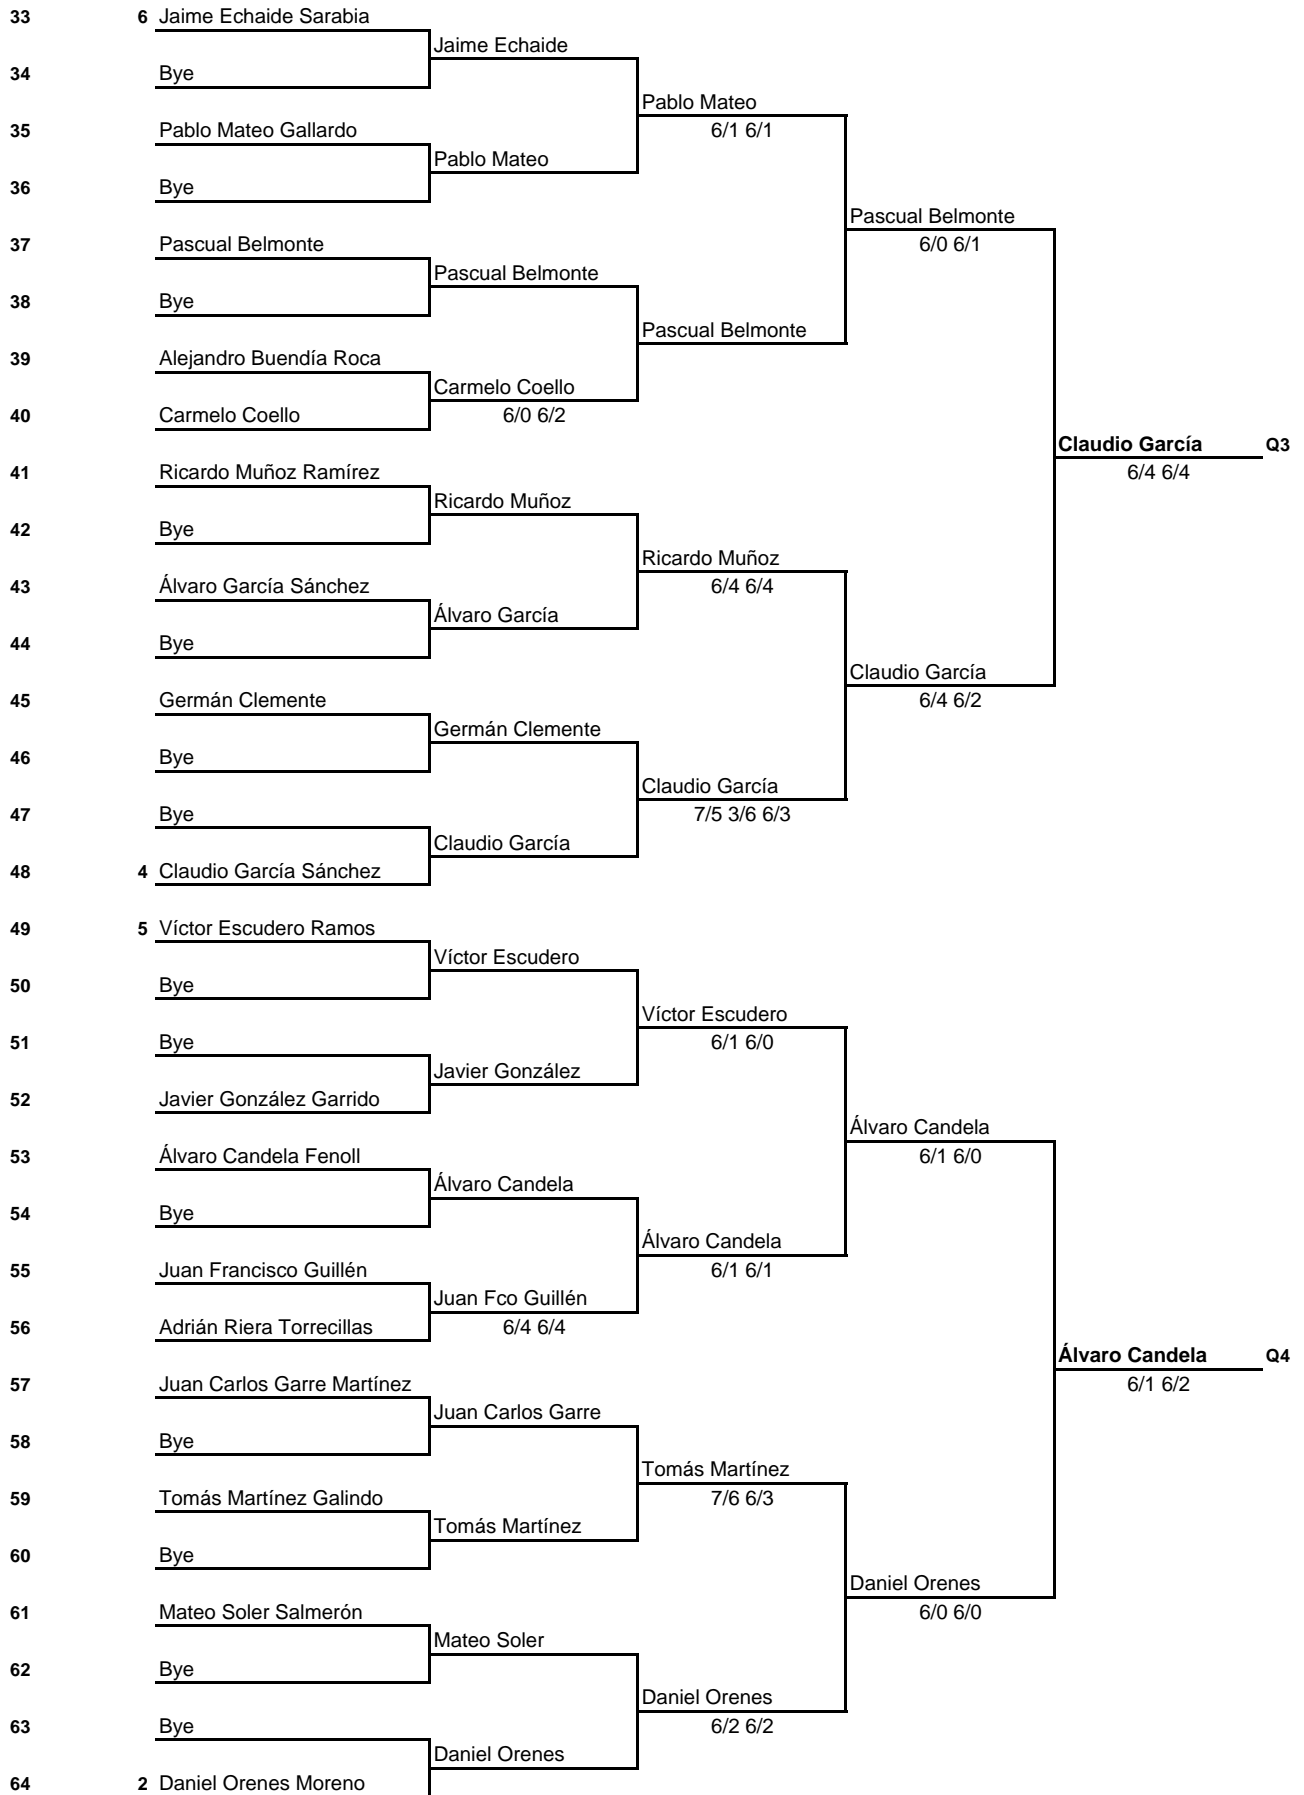 33 6 Jaime Echaide Sarabia
Jaime Echaide
34 Bye
Pablo Mateo
35 Pablo Mateo Gallardo 6/1 6/1
Pablo Mateo
36 Bye
Pascual Belmonte
37 Pascual Belmonte 6/0 6/1
Pascual Belmonte
38 Bye
Pascual Belmonte
39 Alejandro Buendía Roca
Carmelo Coello
40 Carmelo Coello 6/0 6/2
Claudio García Q3
41 Ricardo Muñoz Ramírez 6/4 6/4
Ricardo Muñoz
42 Bye
Ricardo Muñoz
43 Álvaro García Sánchez 6/4 6/4
Álvaro García
44 Bye
Claudio García
45 Germán Clemente 6/4 6/2
Germán Clemente
46 Bye
Claudio García
47 Bye 7/5 3/6 6/3
Claudio García
48 4 Claudio García Sánchez
49 5 Víctor Escudero Ramos
Víctor Escudero
50 Bye
Víctor Escudero
51 Bye 6/1 6/0
Javier González
52 Javier González Garrido
Álvaro Candela
53 Álvaro Candela Fenoll 6/1 6/0
Álvaro Candela
54 Bye
Álvaro Candela
55 Juan Francisco Guillén 6/1 6/1
Juan Fco Guillén
56 Adrián Riera Torrecillas 6/4 6/4
Álvaro Candela Q4
57 Juan Carlos Garre Martínez 6/1 6/2
Juan Carlos Garre
58 Bye
Tomás Martínez
59 Tomás Martínez Galindo 7/6 6/3
Tomás Martínez
60 Bye
Daniel Orenes
61 Mateo Soler Salmerón 6/0 6/0
Mateo Soler
62 Bye
Daniel Orenes
63 Bye 6/2 6/2
Daniel Orenes
64 2 Daniel Orenes Moreno